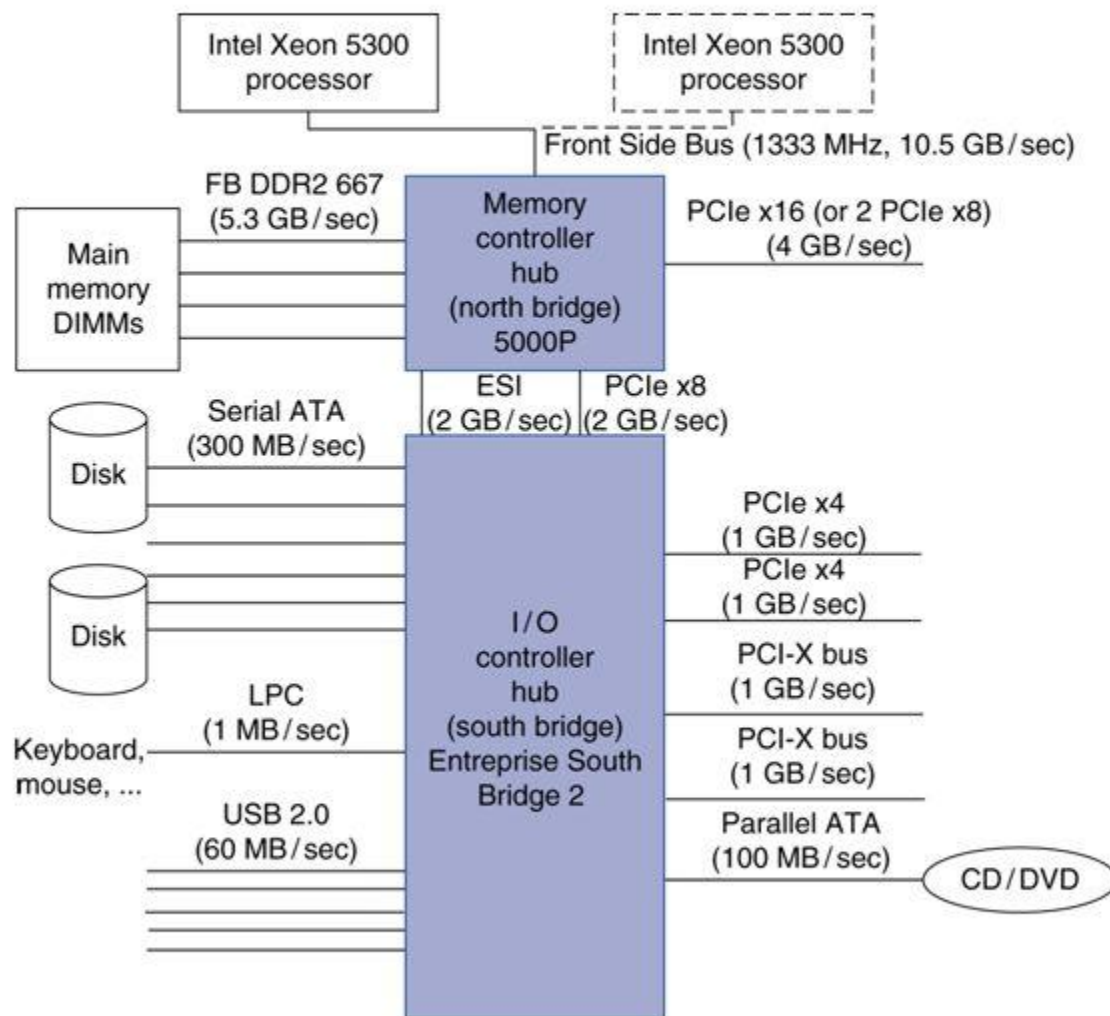 Intel Xeon 5300
processor
Intel Xeon 5300
processor
Front Side Bus (1333 MHz, 10.5 GB/sec)
FB DDR2 667
(5.3 GB/sec)
Main
memory
DIMMs
Memory
controller
hub
(north bridge)
5000P
PCIe x16 (or 2 PCIe x8)
(4 GB/sec)
ESI
(2 GB/sec)
PCIe x8
(2 GB/sec)
Serial ATA
(300 MB/sec)
Disk
Disk
LPC
(1 MB/sec)
Keyboard,
mouse, ...
USB 2.0
(60 MB/sec)
I/O
controller
hub
(south bridge)
Entreprise South
Bridge 2
PCIe x4
(1 GB/sec)
PCIe x4
(1 GB/sec)
PCI-X bus
(1 GB/sec)
PCI-X bus
(1 GB/sec)
Parallel ATA
(100 MB/sec)
CD/DVD